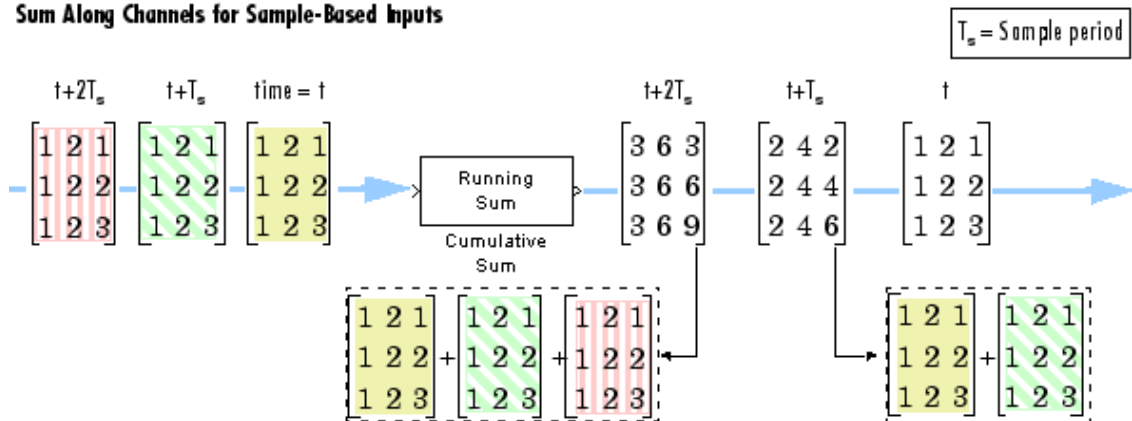 Sum Along Channels for Sample-Based Inputs
Tₛ = Sample period
t+2Tₛ t+Tₛ time = t t+2Tₛ t+Tₛ t
1 2 1 1 2 1 1 2 1 3 6 3 2 4 2 1 2 1
1 2 2 1 2 2 1 2 2 Running Sum 3 6 6 2 4 4 1 2 2
1 2 3 1 2 3 1 2 3 3 6 9 2 4 6 1 2 3
Cumulative
Sum
1 2 1 1 2 1 1 2 1 1 2 1 1 2 1
1 2 2 + 1 2 2 + 1 2 2 1 2 2 + 1 2 2
1 2 3 1 2 3 1 2 3 1 2 3 1 2 3